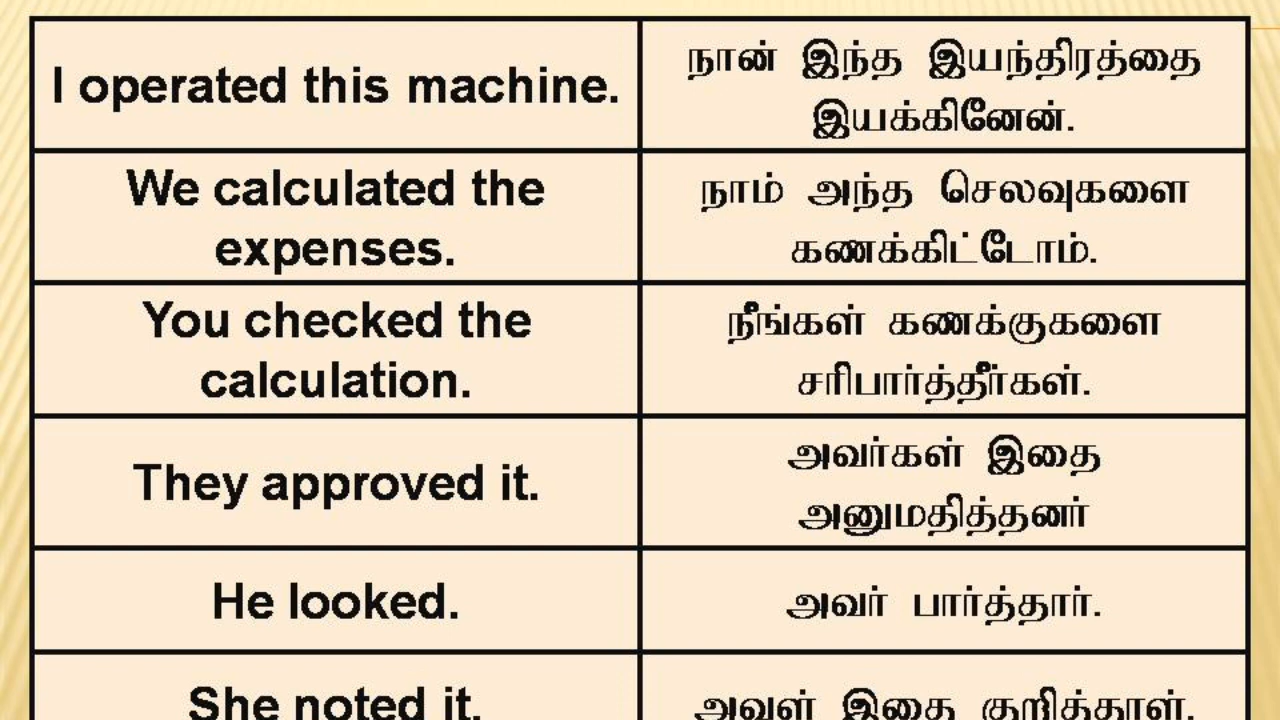 I operated this machine.
நான் இந்த இயந்திரத்தை
இயக்கினேன்.
We calculated the
expenses.
நாம் அந்த செலவுகளை
கணக்கிட்டோம்.
You checked the
calculation.
நீங்கள் கணக்குகளை
சரிபார்த்தீர்கள்.
They approved it.
அவர்கள் இதை
அனுமதித்தனர்
He looked.
அவர் பார்த்தார்.
She noted it.
அவள் இதை குறித்தாள்.